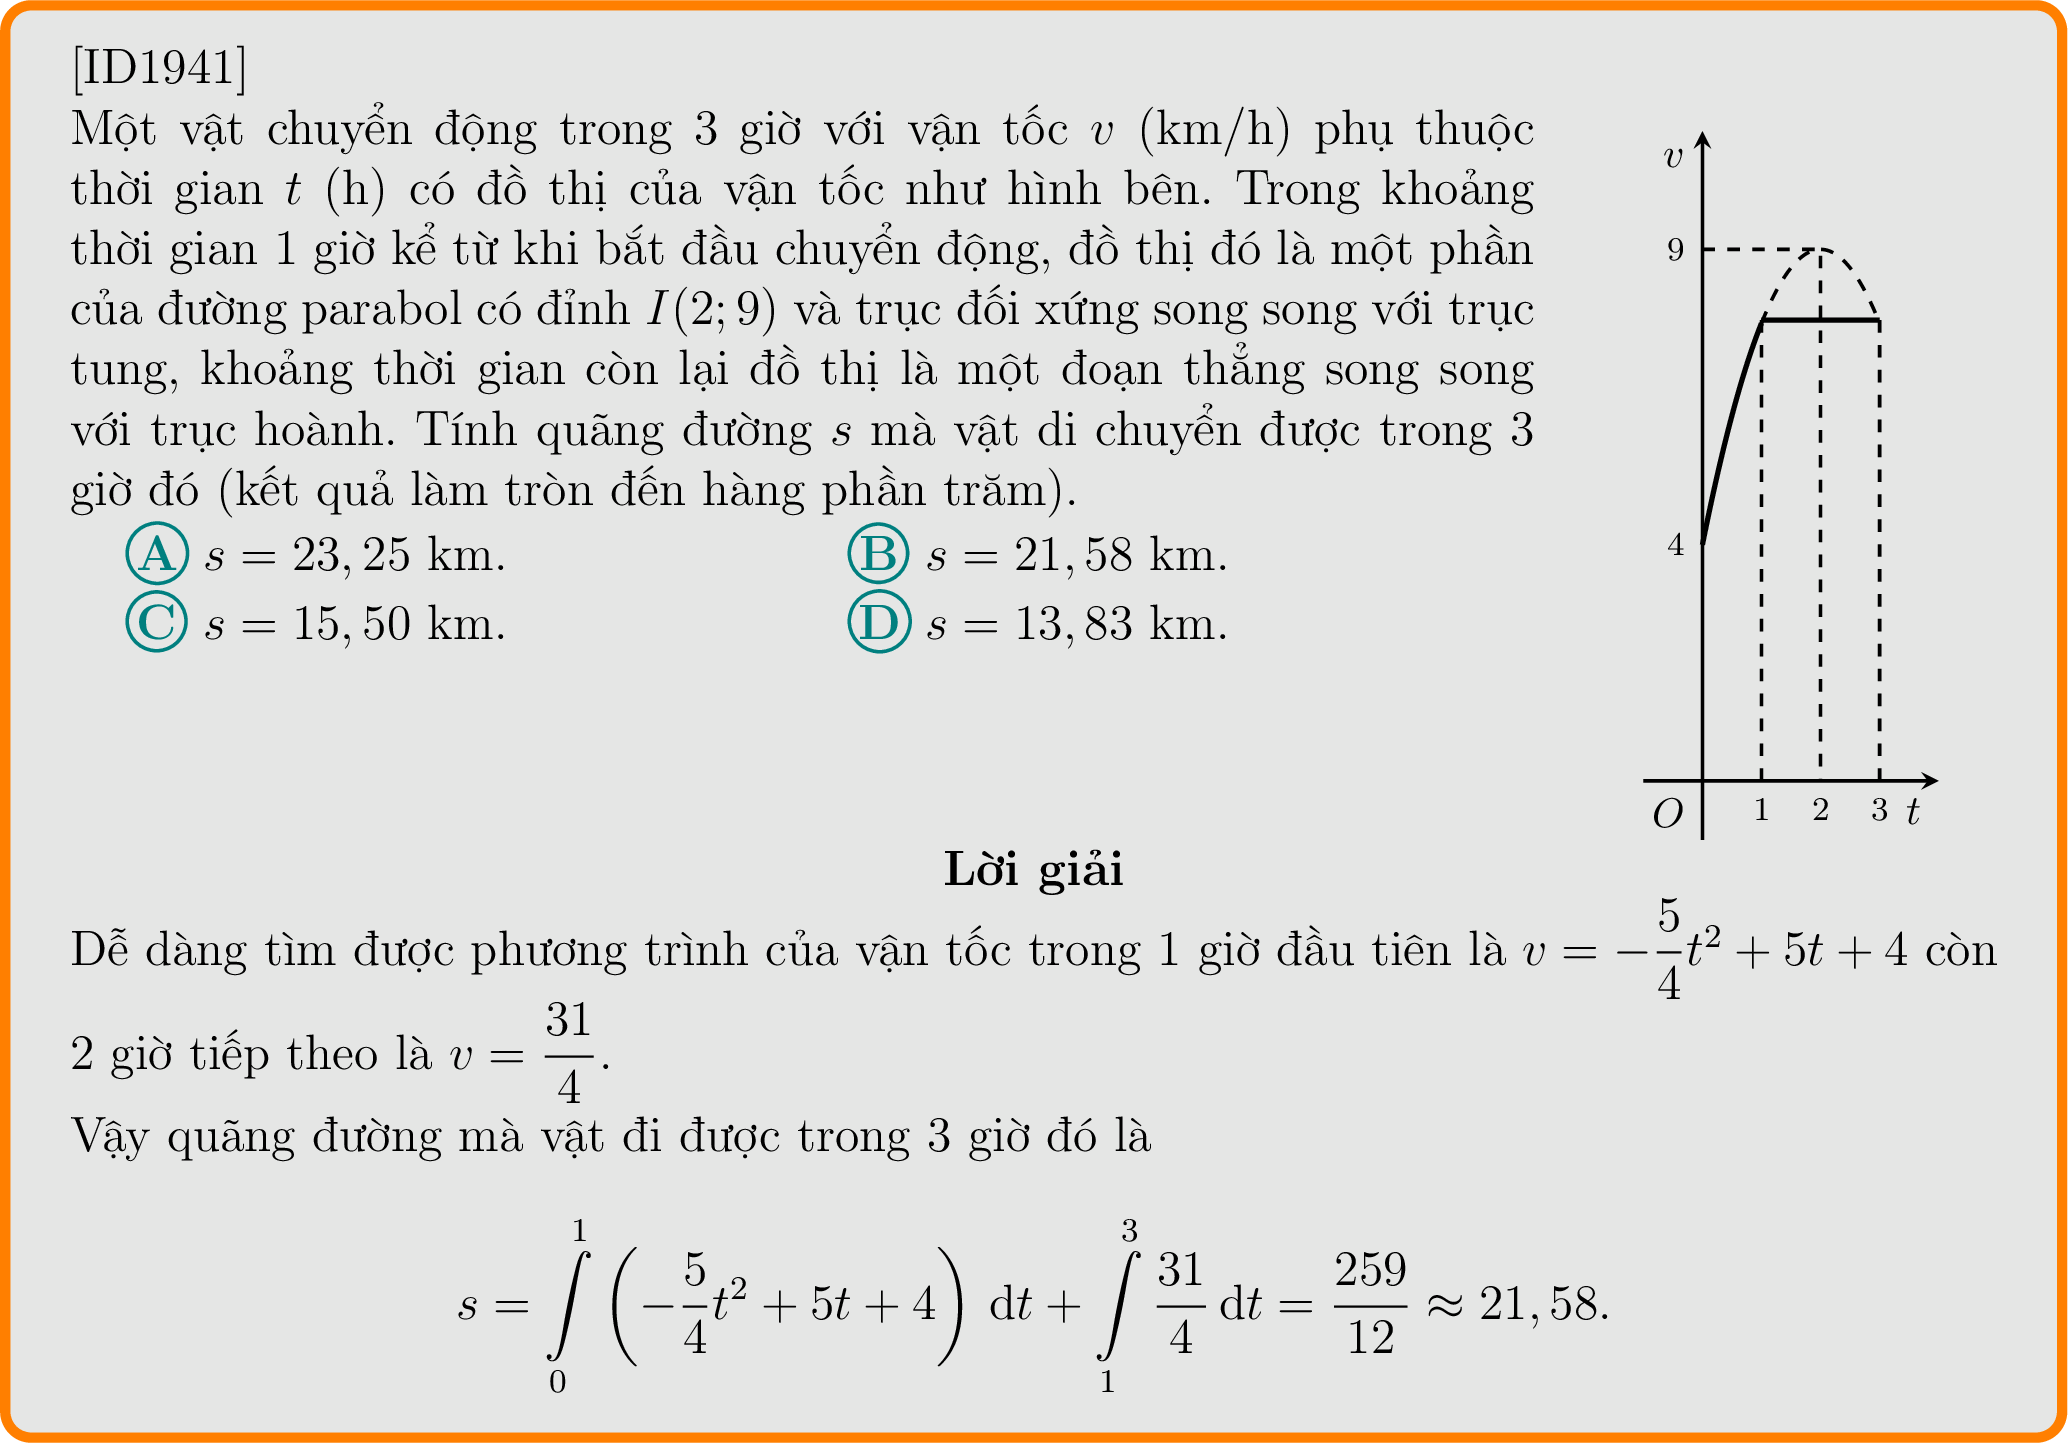 [ID1941]
Một vật chuyển động trong 3 giờ với vận tốc v (km/h) phụ thuộc
thời gian t (h) có đồ thị của vận tốc như hình bên. Trong khoảng
thời gian 1 giờ kể từ khi bắt đầu chuyển động, đồ thị đó là một phần
của đường parabol có đỉnh I(2; 9) và trục đối xứng song song với trục
tung, khoảng thời gian còn lại đồ thị là một đoạn thẳng song song
với trục hoành. Tính quãng đường s mà vật di chuyển được trong 3
giờ đó (kết quả làm tròn đến hàng phần trăm).
A s = 23, 25 km.
B s = 21, 58 km.
C s = 15, 50 km.
D s = 13, 83 km.
v
9
4
O 1 2 3 t
Lời giải
Dễ dàng tìm được phương trình của vận tốc trong 1 giờ đầu tiên là v = −\frac{5}{4}t² + 5t + 4 còn
2 giờ tiếp theo là v = \frac{31}{4}.
Vậy quãng đường mà vật đi được trong 3 giờ đó là
s = \int_0^1 (−\frac{5}{4}t² + 5t + 4) dt + \int_1^3 \frac{31}{4} dt = \frac{259}{12} ≈ 21, 58.